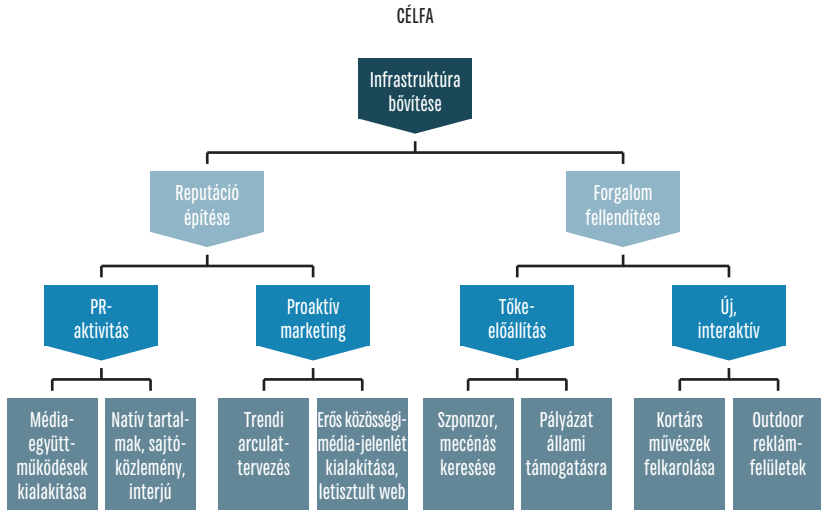 CÉLFA
Infrastruktúra
bővítése
Reputáció
építése
Forgalom
fellendítése
PR-
aktivitás
Proaktív
marketing
Tőke-
előállítás
Új,
interaktív
Média-
együtt-
működések
kialakítása
Natív tartal-
mak, sajtó-
közlemény,
interjú
Trendi
arculat-
tervezés
Erős közösségi-
média-jelenlét
kialakítása,
letisztult web
Szponzor,
mecénás
keresése
Pályázat
állami
támogatásra
Kortárs
művészek
felkarolása
Outdoor
reklám-
felületek